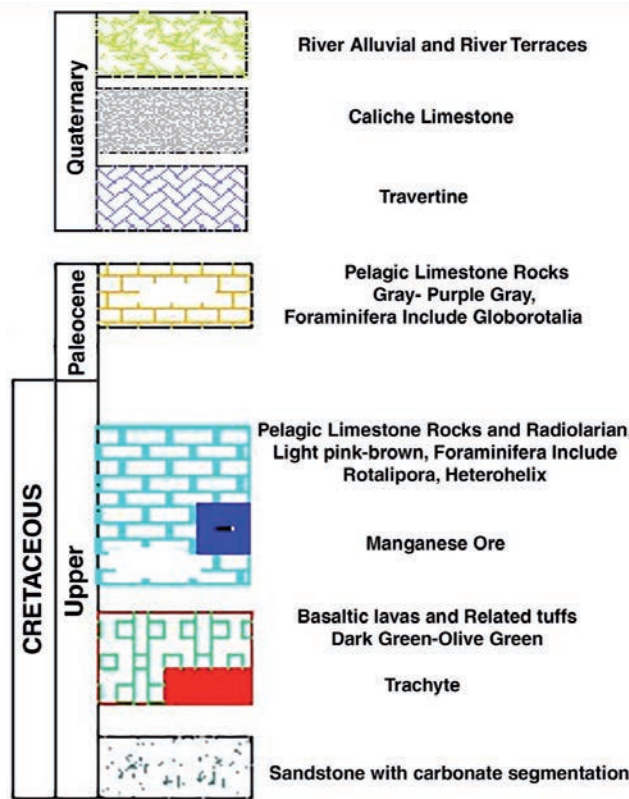 Quaternary
River Alluvial and River Terraces
Caliche Limestone
Travertine
Paleocene
Pelagic Limestone Rocks
Gray- Purple Gray,
Foraminifera Include Globorotalia
CRETACEOUS
Upper
Pelagic Limestone Rocks and Radiolarian,
Light pink-brown, Foraminifera Include
Rotalipora, Heterohelix
Manganese Ore
Basaltic lavas and Related tuffs
Dark Green-Olive Green
Trachyte
Sandstone with carbonate segmentation